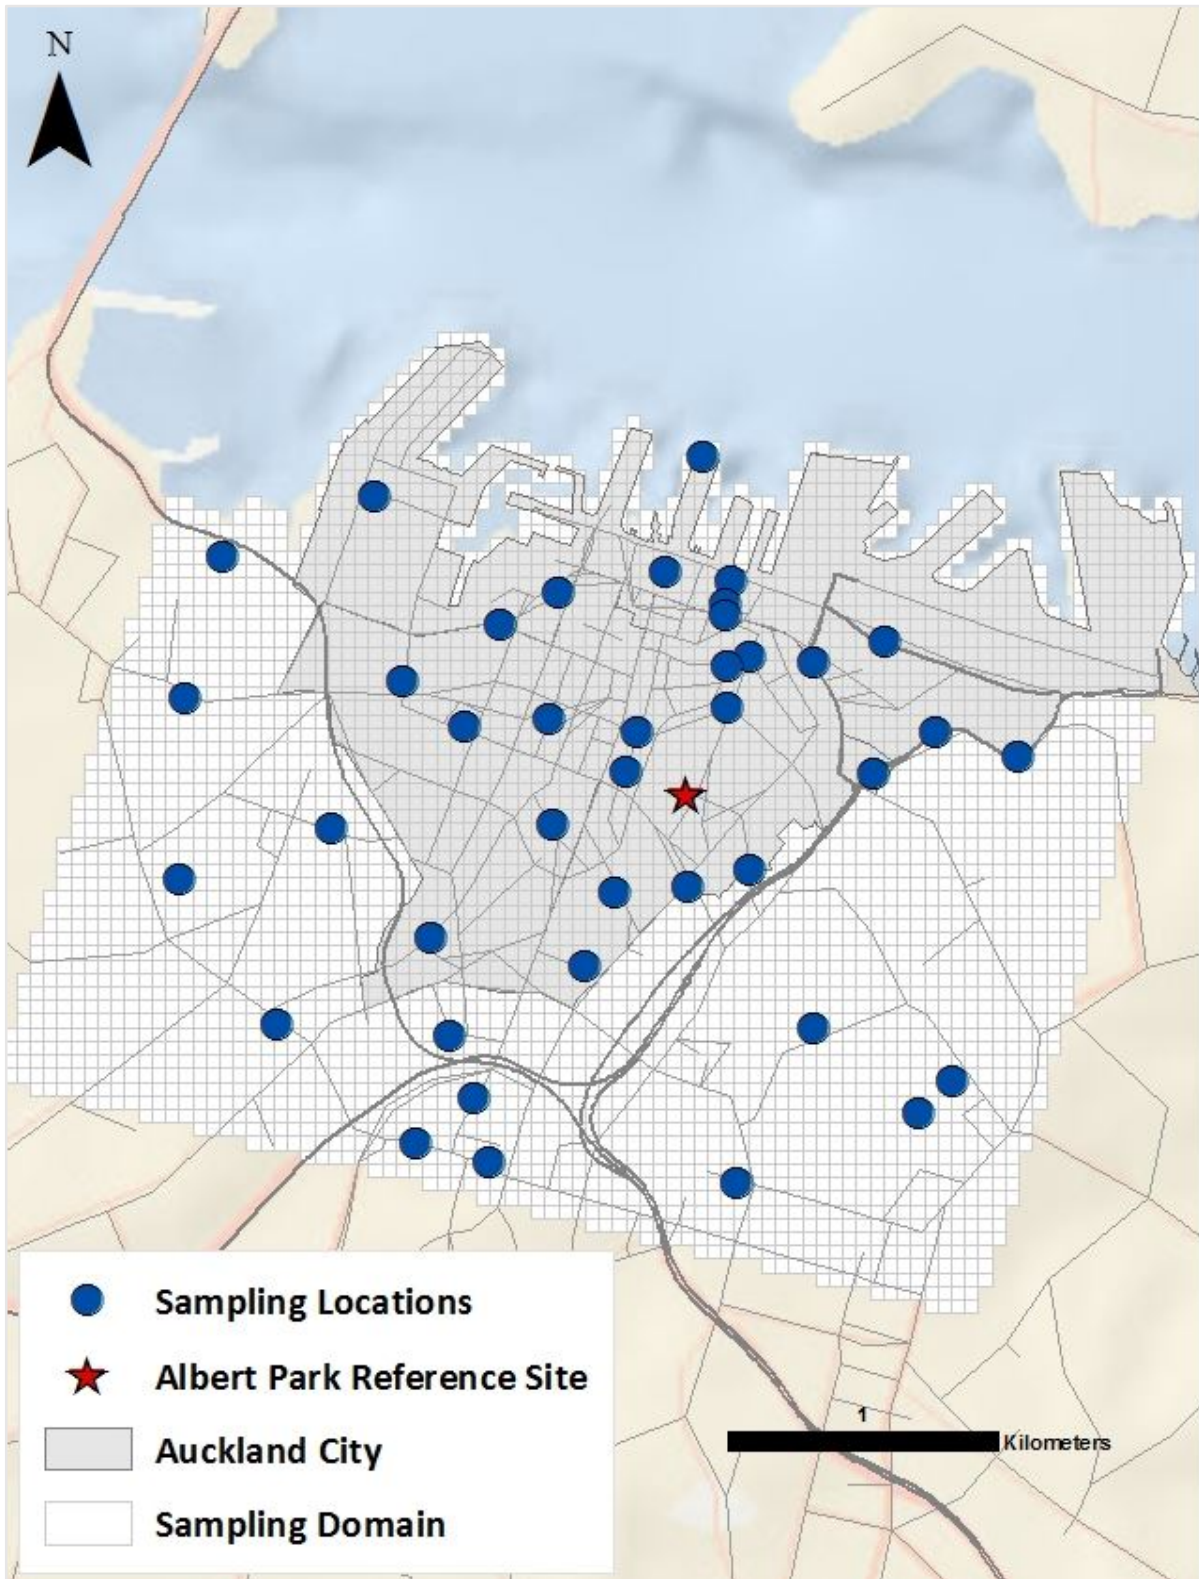 N
Sampling Locations
Albert Park Reference Site
Auckland City
Sampling Domain
1
Kilometers